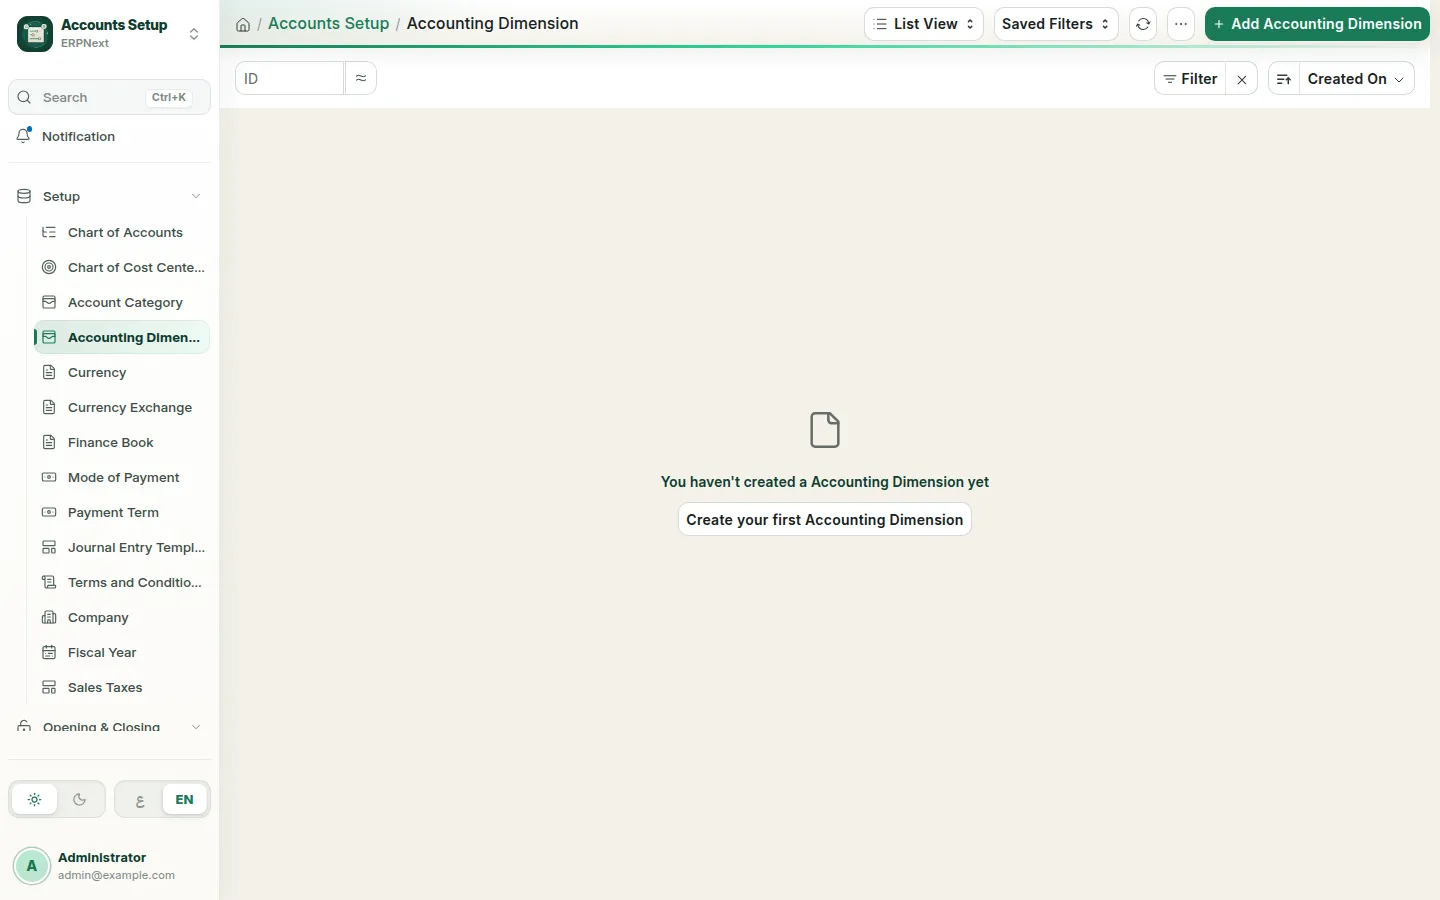 Accounts Setup
ERPNext
Search
Ctrl+K
Notification
Setup
Chart of Accounts
Chart of Cost Cente...
Account Category
Accounting Dimen...
Currency
Currency Exchange
Finance Book
Mode of Payment
Payment Term
Journal Entry Templ...
Terms and Conditio...
Company
Fiscal Year
Sales Taxes
Opening & Closing
ع
EN
A
Administrator
admin@example.com
/ Accounts Setup / Accounting Dimension
List View
Saved Filters
Add Accounting Dimension
ID
≈
Filter
Created On
You haven't created a Accounting Dimension yet
Create your first Accounting Dimension